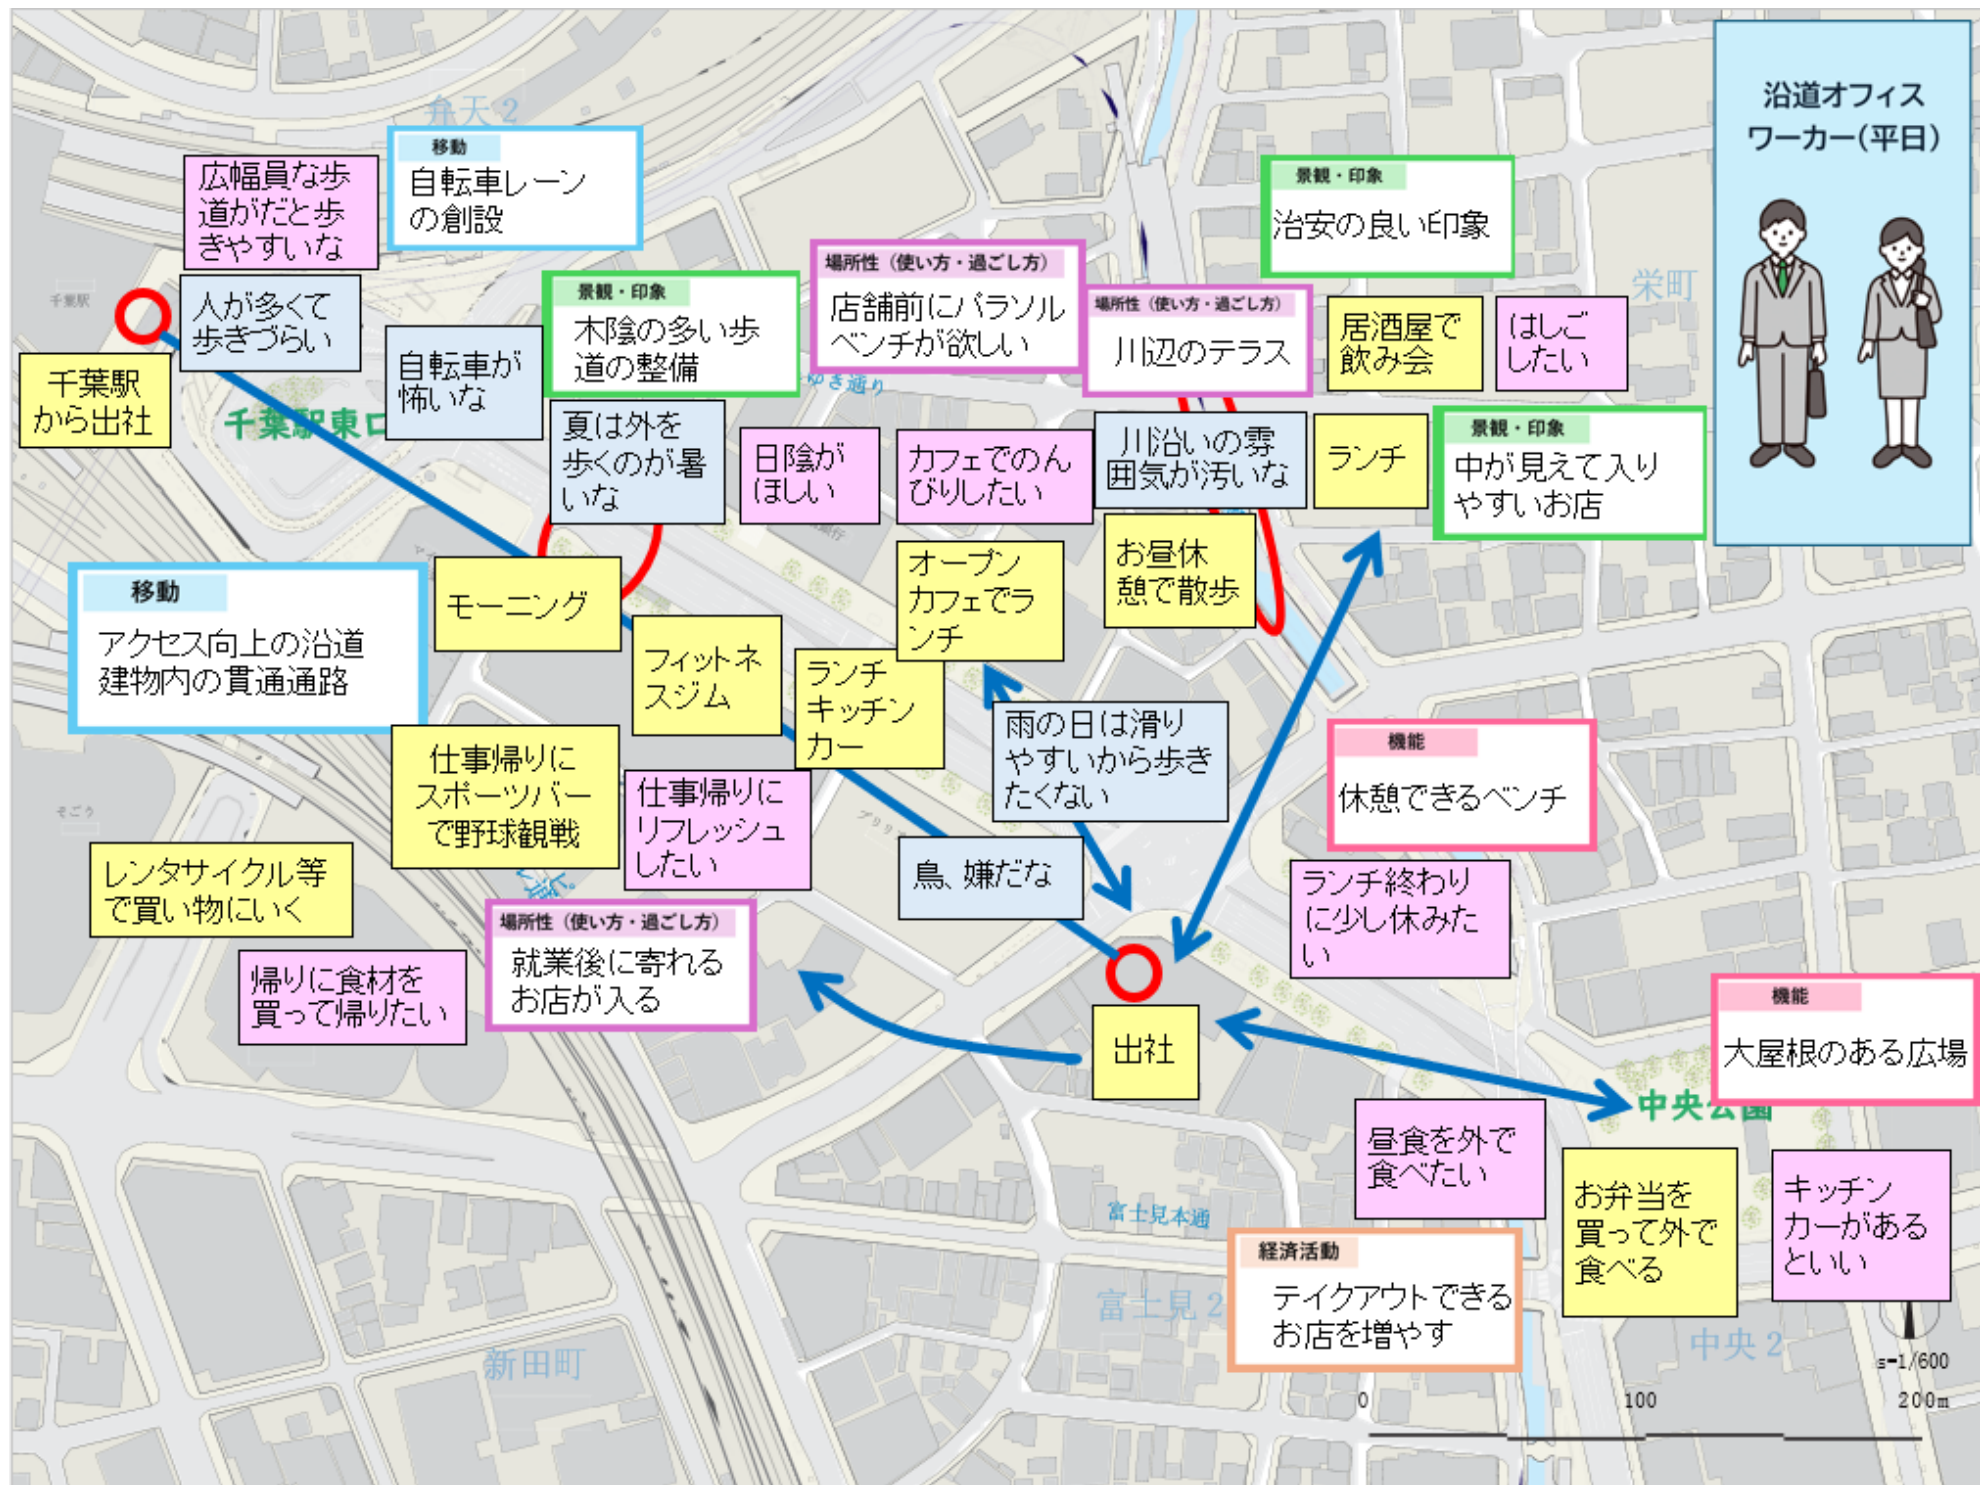 沿道オフィス
ワーカー(平日)
弁天2
移動
自転車レーン
の創設
広幅員な歩
道がだと歩
きやすいな
景観・印象
治安の良い印象
場所性（使い方・過ごし方）
店舗前にパラソル
ベンチが欲しい
景観・印象
木陰の多い歩
道の整備
場所性（使い方・過ごし方）
川辺のテラス
栄町
千葉駅
人が多くて
歩きづらい
自転車が
怖いな
居酒屋で
飲み会
はしご
したい
千葉駅
から出社
千葉駅東口
ゆき通り
夏は外を
歩くのが暑
いな
日陰が
ほしい
カフェでのん
びりしたい
川沿いの雰
囲気が汚いな
ランチ
景観・印象
中が見えて入り
やすいお店
銀行
モーニング
オープン
カフェでラ
ンチ
お昼休
憩で散歩
移動
アクセス向上の沿道
建物内の貫通通路
フィットネ
スジム
ランチ
キッチン
カー
雨の日は滑り
やすいから歩き
たくない
仕事帰りに
スポーツバー
で野球観戦
仕事帰りに
リフレッシュ
したい
機能
休憩できるベンチ
そごう
鳥、嫌だな
レンタサイクル等
で買い物にいく
ランチ終わり
に少し休みた
い
場所性（使い方・過ごし方）
就業後に寄れる
お店が入る
帰りに食材を
買って帰りたい
出社
機能
大屋根のある広場
中央公園
昼食を外で
食べたい
お弁当を
買って外で
食べる
キッチン
カーがある
といい
富士見本通
経済活動
テイクアウトできる
お店を増やす
富士見2
新田町
中央2
s=1/600
0 100 200m